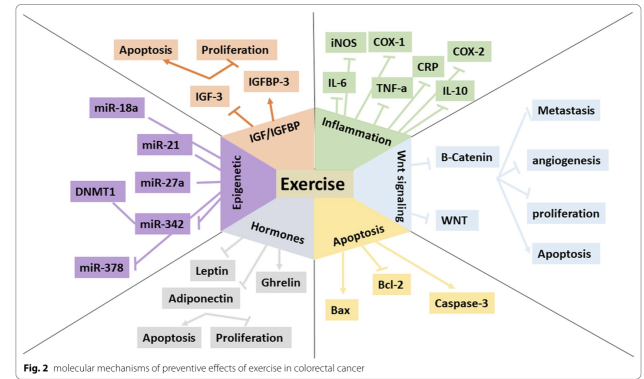 Apoptosis
Proliferation
IGF-3
IGFBP-3
IGF/IGFBP
iNOS
COX-1
COX-2
CRP
IL-6
TNF-a
IL-10
Inflammation
miR-18a
miR-21
miR-27a
DNMT1
miR-342
miR-378
Epigenetic
Exercise
Wnt signaling
B-Catenin
WNT
Metastasis
angiogenesis
proliferation
Apoptosis
Hormones
Leptin
Ghrelin
Adiponectin
Apoptosis
Proliferation
Apoptosis
Bax
Bcl-2
Caspase-3
Fig. 2 molecular mechanisms of preventive effects of exercise in colorectal cancer